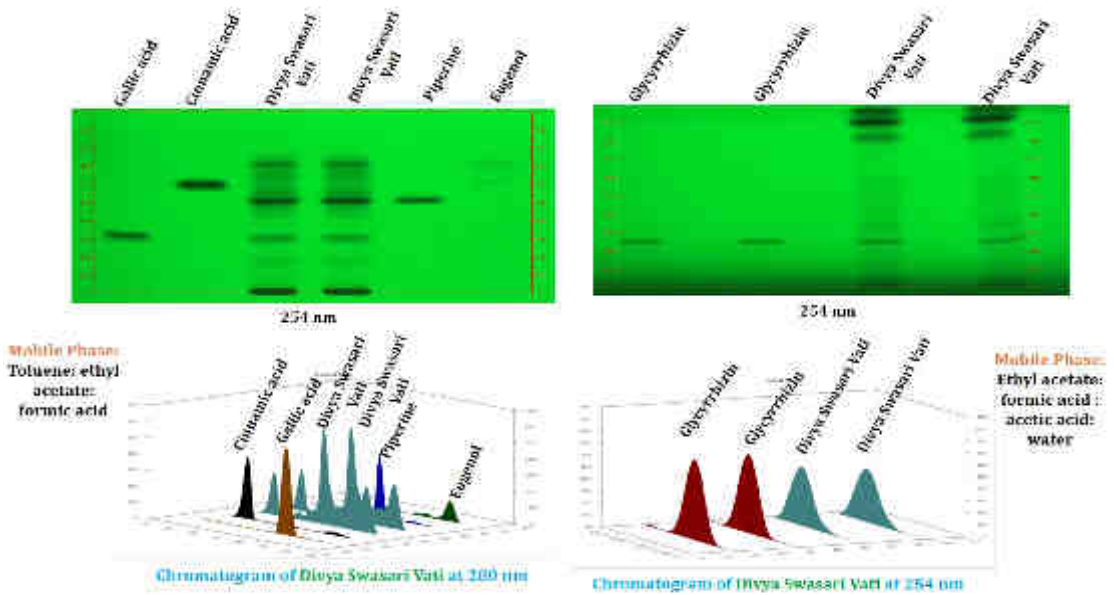 Gallic acid
Cinnamic acid
Divya Swasari
Vati
Divya Swasari
Vati
Piperine
Eugenol
Glycyrrhizin
Glycyrrhizin
Divya Swasari
Vati
Divya Swasari
Vati
254 nm
254 nm
Mobile Phase:
Toluene: ethyl
acetate:
formic acid
Cinnamic acid
Gallic acid
Divya Swasari
Vati
Divya Swasari
Vati
Piperine
Eugenol
Glycyrrhizin
Glycyrrhizin
Divya Swasari Vati
Divya Swasari Vati
Mobile Phase:
Ethyl acetate:
formic acid :
acetic acid:
water
Chromatogram of Divya Swasari Vati at 280 nm
Chromatogram of Divya Swasari Vati at 254 nm